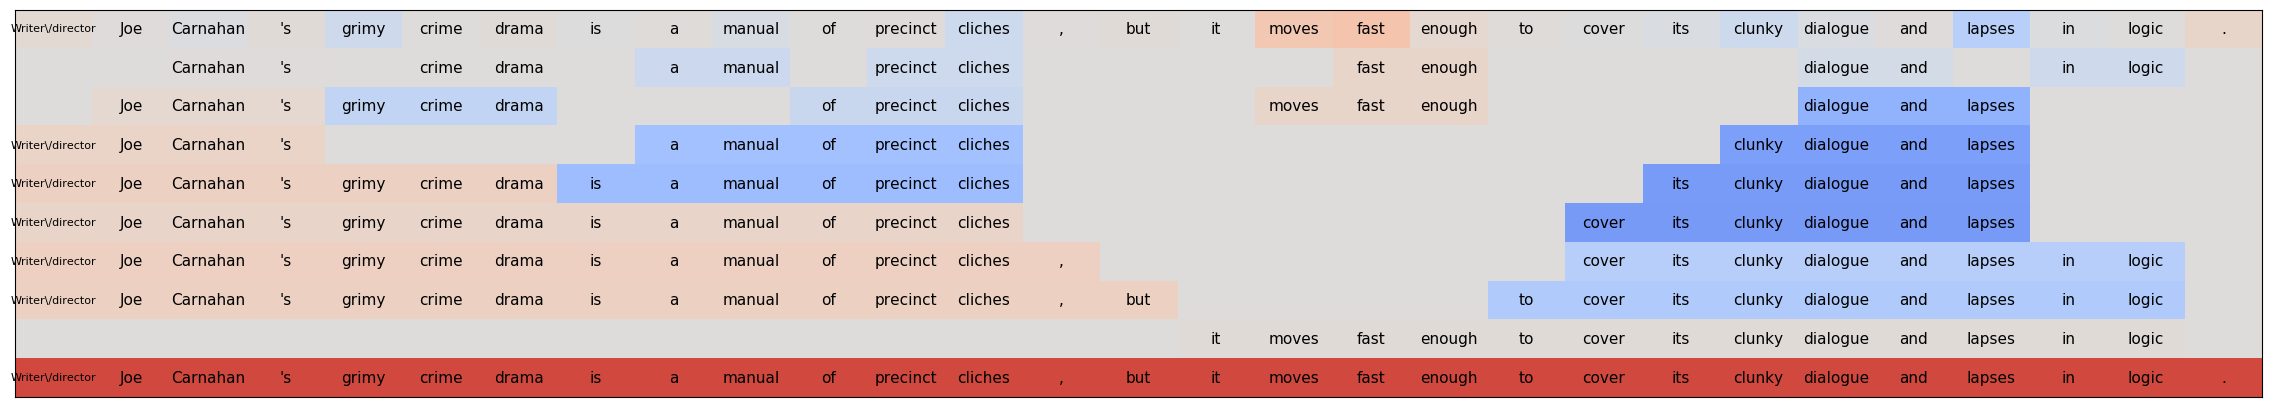 Writer\/director Joe Carnahan 's grimy crime drama is a manual of precinct cliches , but it moves fast enough to cover its clunky dialogue and lapses in logic .
Carnahan 's crime drama a manual precinct cliches fast enough dialogue and in logic
Joe Carnahan 's grimy crime drama of precinct cliches moves fast enough dialogue and lapses
Writer\/director Joe Carnahan 's a manual of precinct cliches clunky dialogue and lapses
Writer\/director Joe Carnahan 's grimy crime drama is a manual of precinct cliches its clunky dialogue and lapses
Writer\/director Joe Carnahan 's grimy crime drama is a manual of precinct cliches cover its clunky dialogue and lapses
Writer\/director Joe Carnahan 's grimy crime drama is a manual of precinct cliches , cover its clunky dialogue and lapses in logic
Writer\/director Joe Carnahan 's grimy crime drama is a manual of precinct cliches , but to cover its clunky dialogue and lapses in logic
it moves fast enough to cover its clunky dialogue and lapses in logic
Writer\/director Joe Carnahan 's grimy crime drama is a manual of precinct cliches , but it moves fast enough to cover its clunky dialogue and lapses in logic .